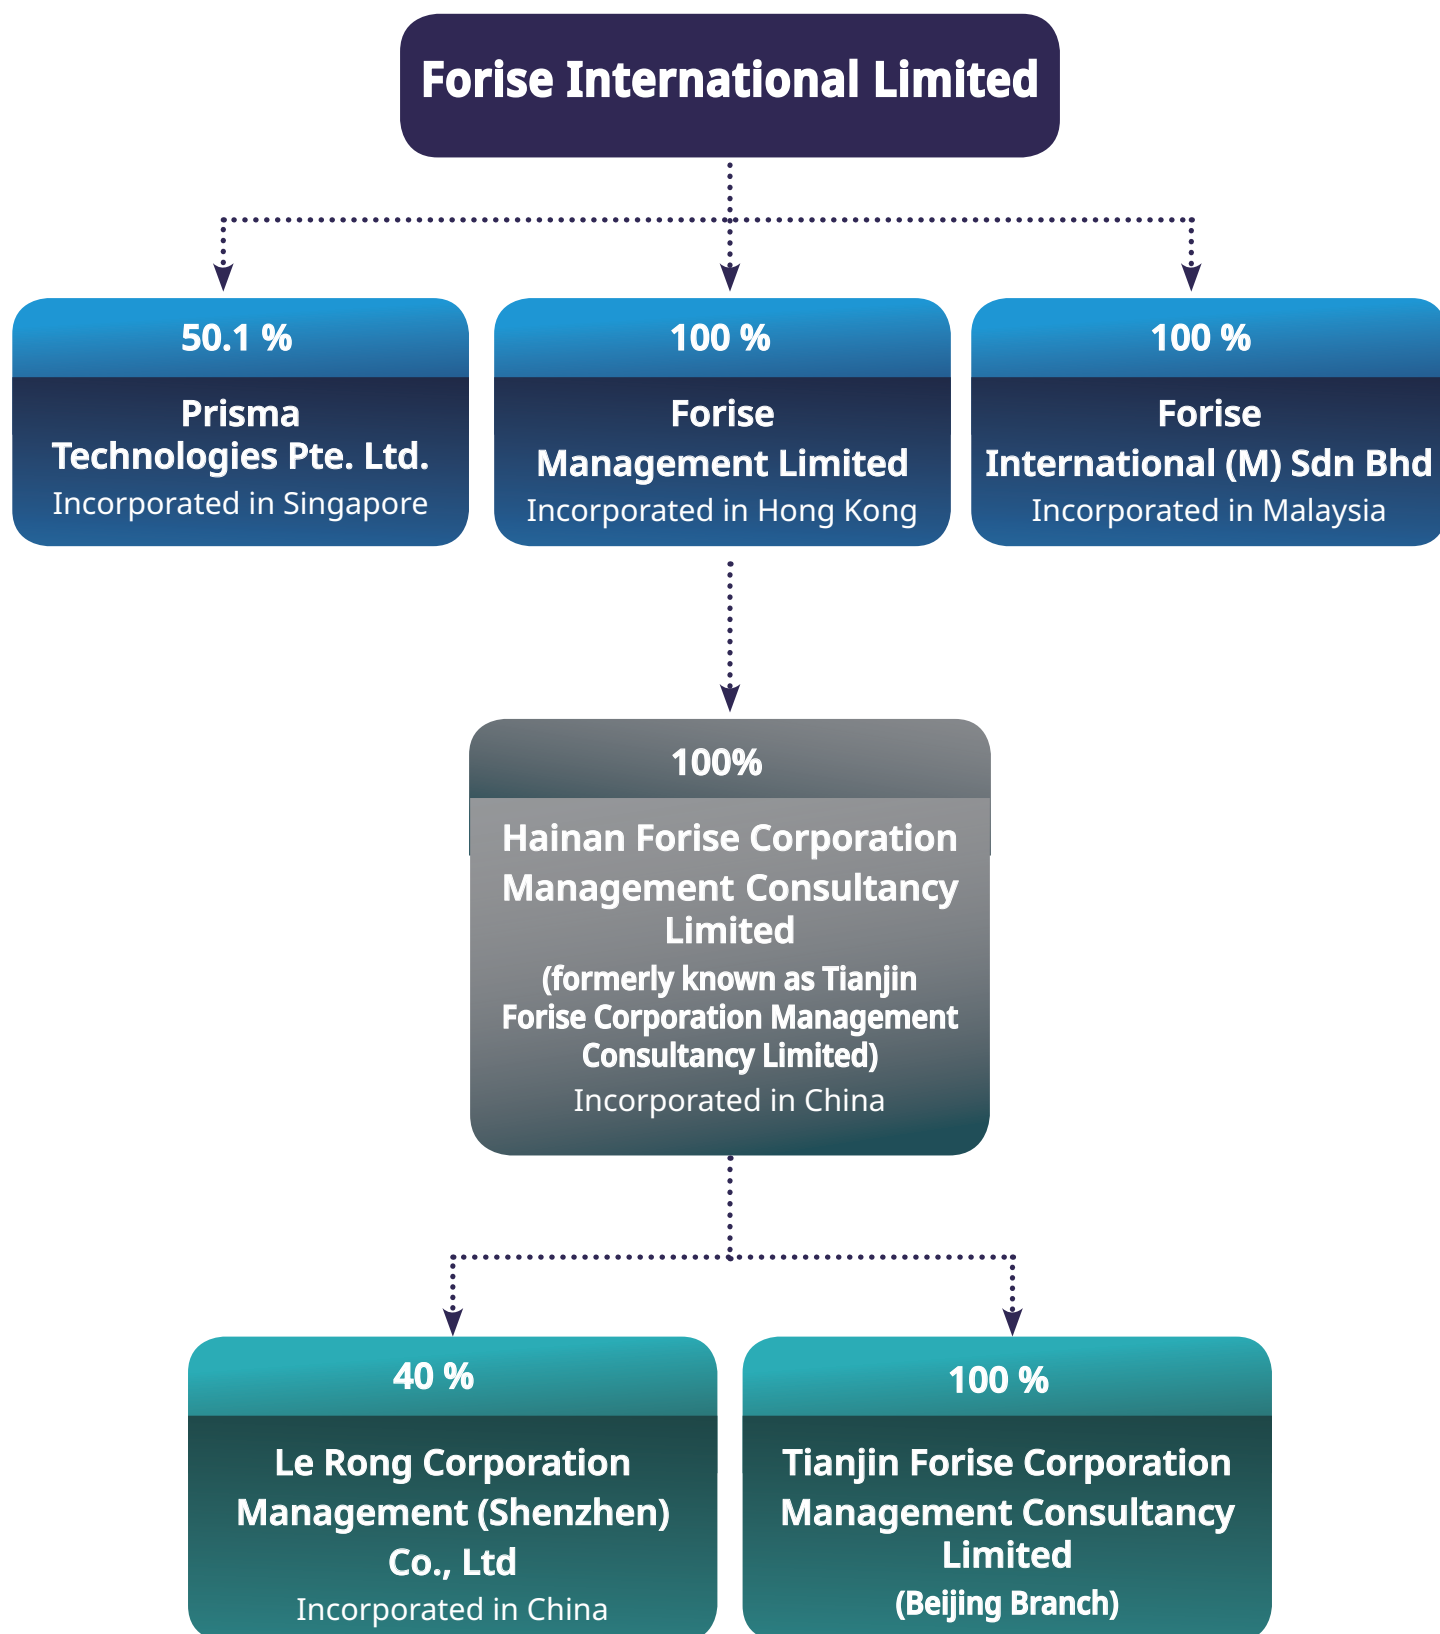 Forise International Limited
50.1 %
Prisma
Technologies Pte. Ltd.
Incorporated in Singapore
100 %
Forise
Management Limited
Incorporated in Hong Kong
100 %
Forise
International (M) Sdn Bhd
Incorporated in Malaysia
100%
Hainan Forise Corporation
Management Consultancy
Limited
(formerly known as Tianjin
Forise Corporation Management
Consultancy Limited)
Incorporated in China
40 %
Le Rong Corporation
Management (Shenzhen)
Co., Ltd
Incorporated in China
100 %
Tianjin Forise Corporation
Management Consultancy
Limited
(Beijing Branch)